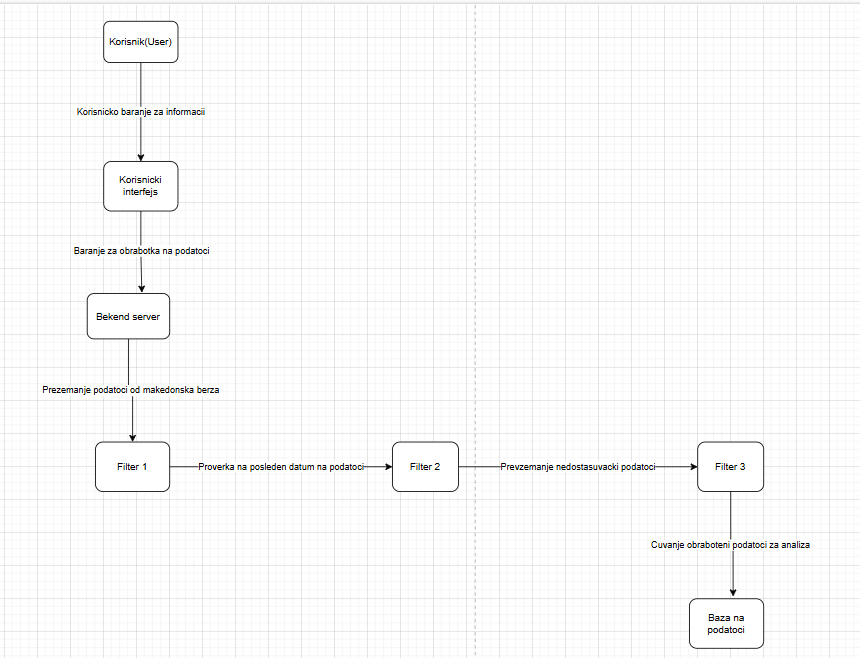 Korisnik(User)
Korisnicko baranje za informacii
Korisnicki
interfejs
Baranje za obrabotka na podatoci
Bekend server
Prezemanje podatoci od makedonska berza
Filter 1
Proverka na posleden datum na podatoci
Filter 2
Prevzemanje nedostasuvacki podatoci
Filter 3
Cuvanje obraboteni podatoci za analiza
Baza na
podatoci